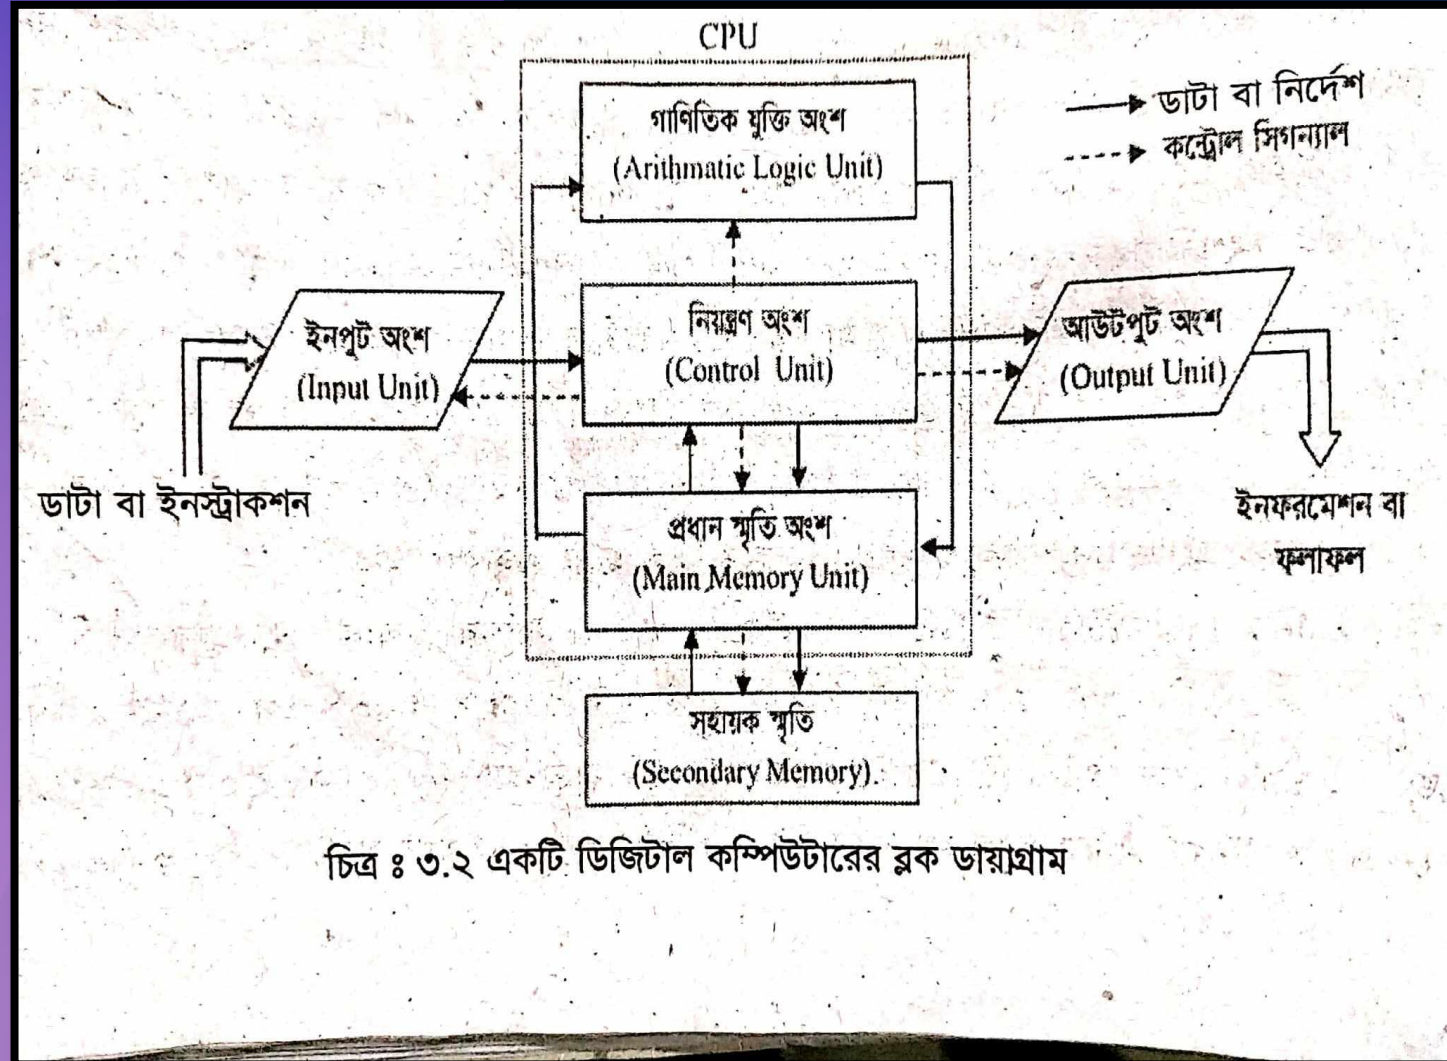 CPU
গাণিতিক যুক্তি অংশ
(Arithmatic Logic Unit)
ডাটা বা নির্দেশ
কন্ট্রোল সিগন্যাল
ইনপুট অংশ
(Input Unit)
নিয়ন্ত্রণ অংশ
(Control Unit)
আউটপুট অংশ
(Output Unit)
ডাটা বা ইনস্ট্রাকশন
প্রধান স্মৃতি অংশ
(Main Memory Unit)
ইনফরমেশন বা
ফলাফল
সহায়ক স্মৃতি
(Secondary Memory)
চিত্র ঃ ৩.২ একটি ডিজিটাল কম্পিউটারের ব্লক ডায়াগ্রাম